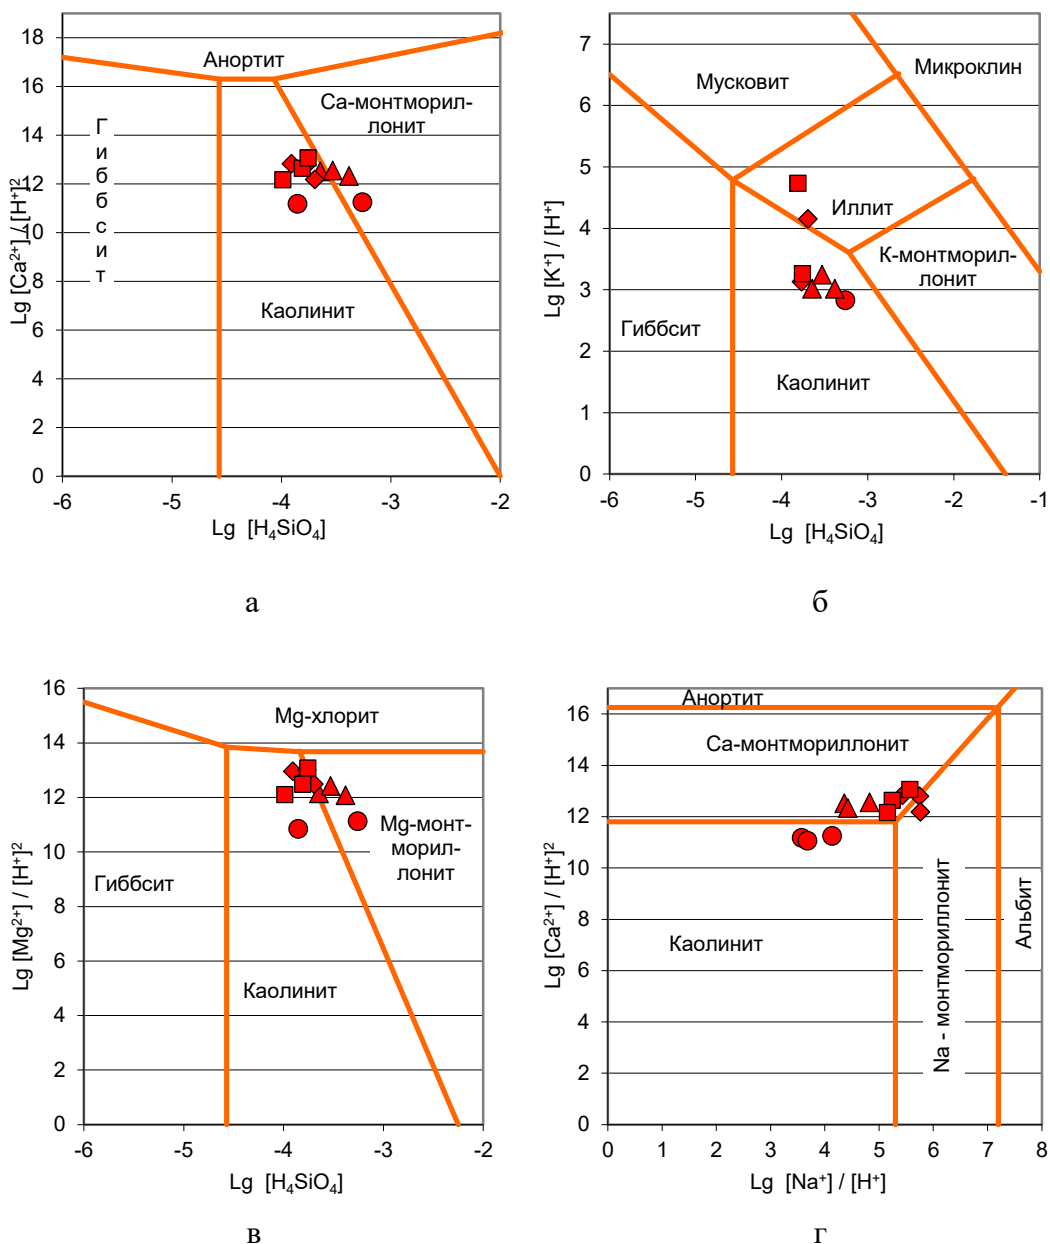 18
16
14
12
10
8
6
4
2
0
-6
-5
-4
-3
-2
Lg [Ca²⁺] / [H⁺]²
Lg [H₄SiO₄]
Анортит
Са-монтморил-
лонит
Гиббсит
Каолинит
а
7
6
5
4
3
2
1
0
-6
-5
-4
-3
-2
-1
Lg [K⁺] / [H⁺]
Lg [H₄SiO₄]
Мусковит
Микроклин
Иллит
К-монтморил-
лонит
Гиббсит
Каолинит
б
16
14
12
10
8
6
4
2
0
-6
-5
-4
-3
-2
Lg [Mg²⁺] / [H⁺]²
Lg [H₄SiO₄]
Mg-хлорит
Mg-монт-
морил-
лонит
Гиббсит
Каолинит
в
16
14
12
10
8
6
4
2
0
0
1
2
3
4
5
6
7
8
Lg [Ca²⁺] / [H⁺]²
Lg [Na⁺] / [H⁺]
Анортит
Са-монтмориллонит
Каолинит
Na - монтмориллонит
Альбит
г